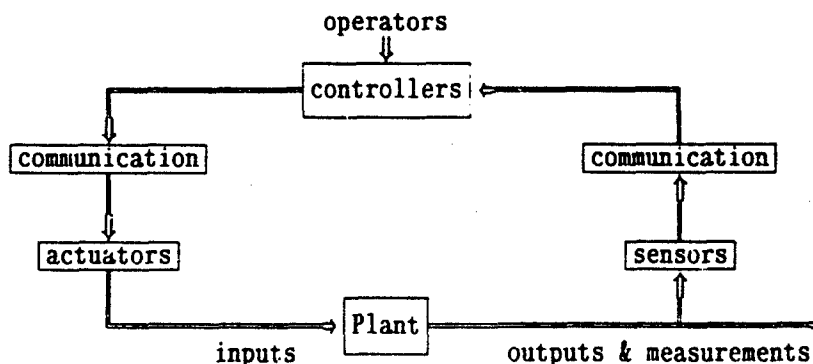 operators
controllers
communication
communication
actuators
sensors
Plant
inputs
outputs & measurements